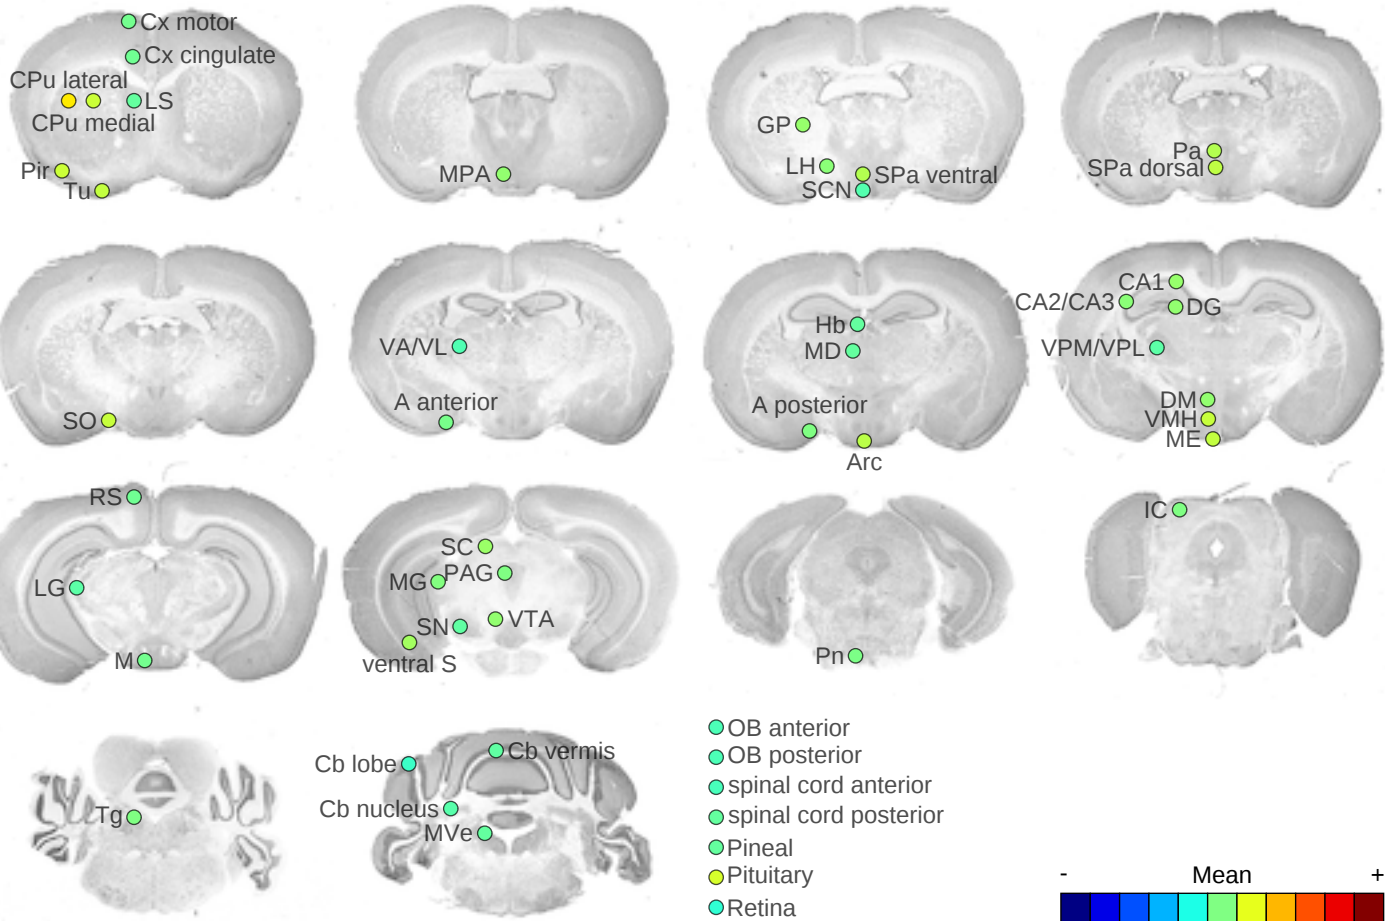 Cx motor
Cx cingulate
CPu lateral
LS
CPu medial
Pir
Tu
MPA
GP
LH
SPa ventral
SCN
Pa
SPa dorsal
SO
VA/VL
A anterior
Hb
MD
A posterior
Arc
CA1
CA2/CA3
DG
VPM/VPL
DM
VMH
ME
RS
LG
M
SC
MG
PAG
SN
VTA
ventral S
Pn
IC
Tg
Cb lobe
Cb vermis
Cb nucleus
MVe
OB anterior
OB posterior
spinal cord anterior
spinal cord posterior
Pineal
Pituitary
Retina
- Mean +